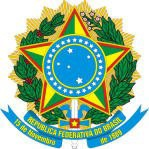 REPÚBLICA FEDERATIVA DO BRASIL
15 de Novembro
de 1889